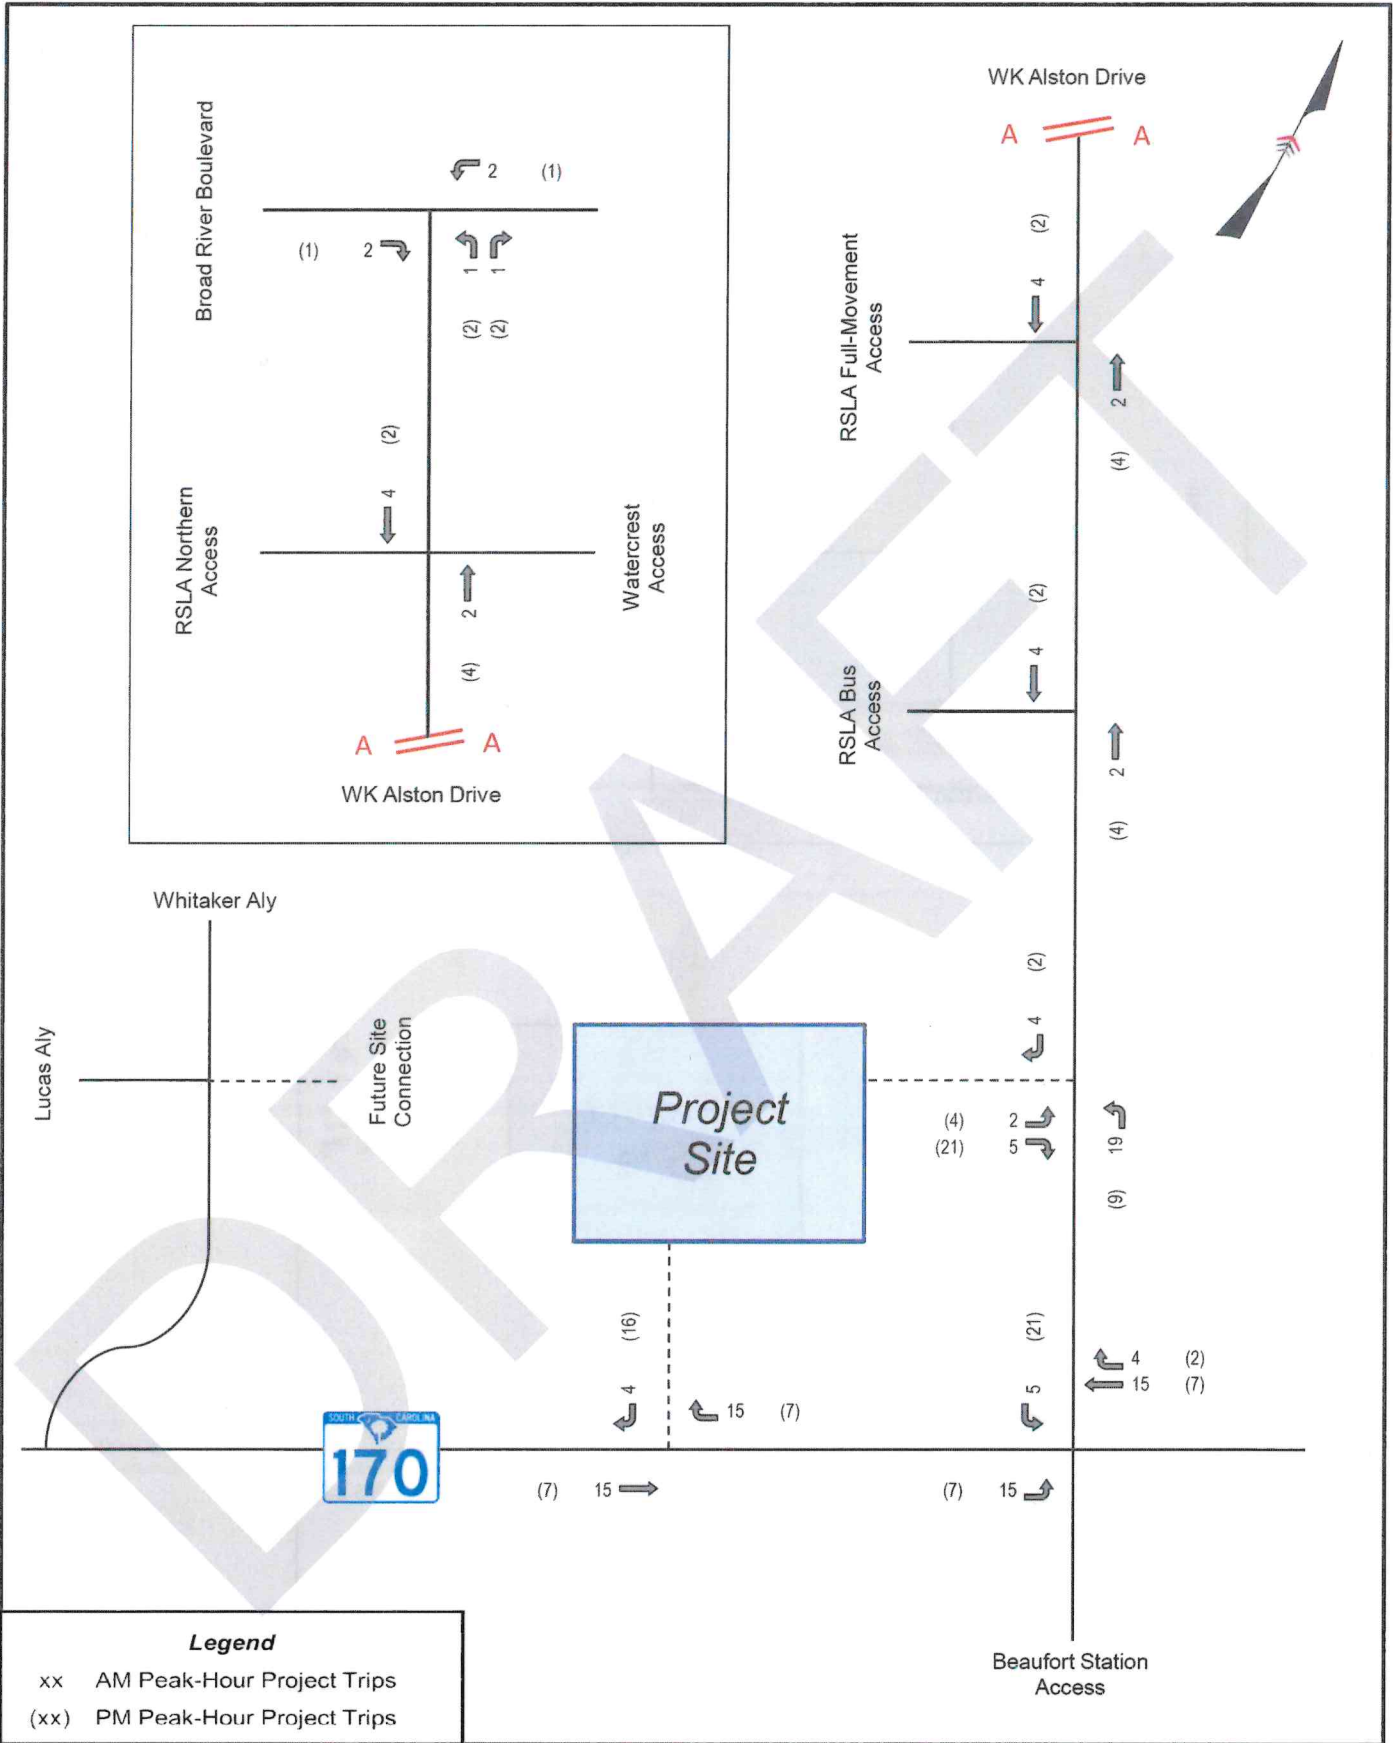 WK Alston Drive
A A
Broad River Boulevard
2 (1)
(1) 2
1 1
(2) (2)
(2)
4
RSLA Northern
Access
Watercrest
Access
2
(4)
A A
WK Alston Drive
(2)
4
RSLA Full-Movement
Access
2
(4)
(2)
4
RSLA Bus
Access
2
(4)
Whitaker Aly
Lucas Aly
Future Site
Connection
Project
Site
(2)
4
(4) 2
(21) 5
19
(9)
(16)
4
15 (7)
(21)
5
4 (2)
15 (7)
SOUTH CAROLINA
170
(7) 15
(7) 15
Beaufort Station
Access
Legend
xx AM Peak-Hour Project Trips
(xx) PM Peak-Hour Project Trips
DRAFT